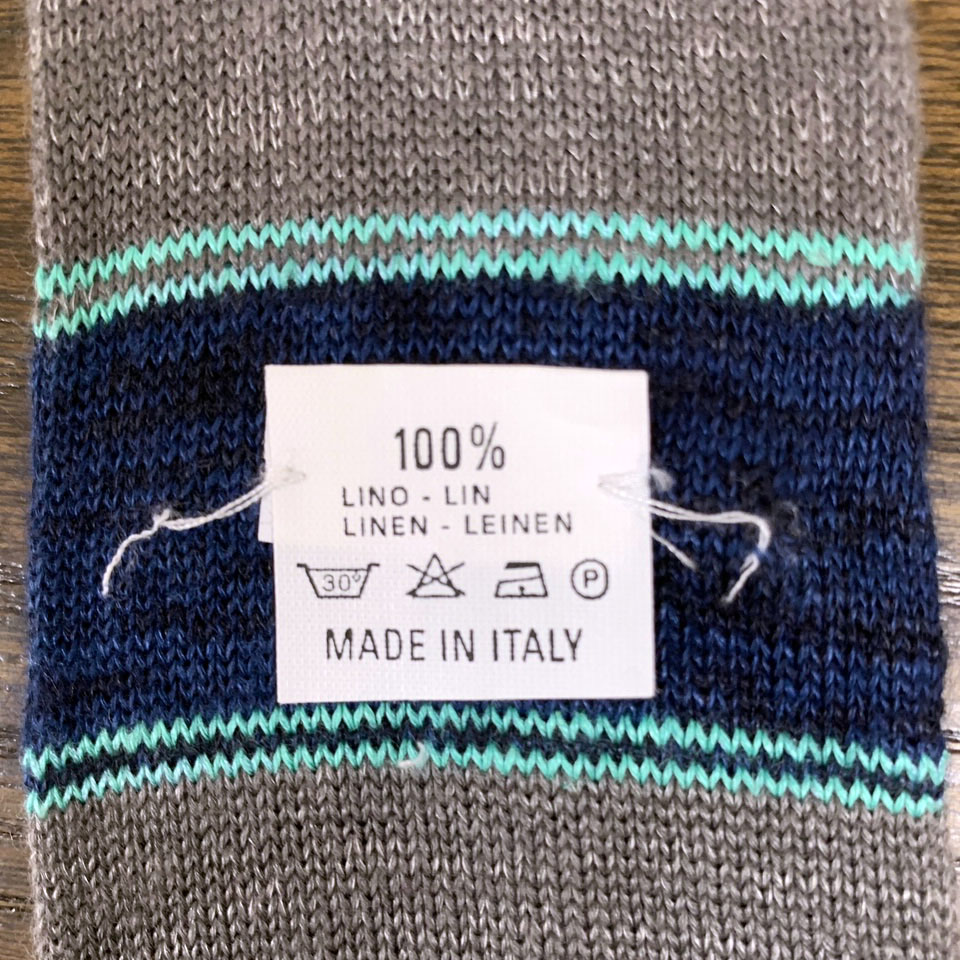 100%
LINO - LIN
LINEN - LEINEN
30° P
MADE IN ITALY